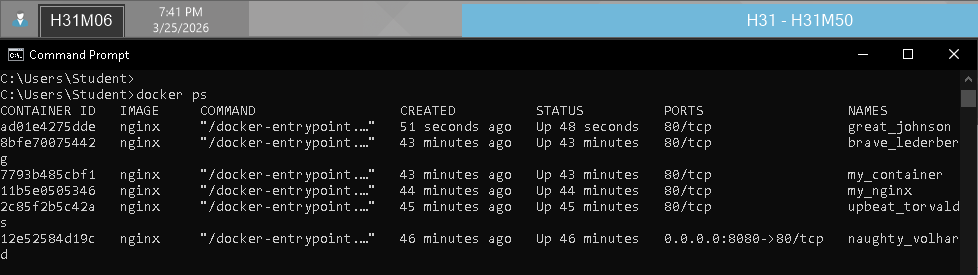 H31M06
7:41 PM
3/25/2026
H31 - H31M50
Command Prompt
C:\Users\Student>
C:\Users\Student>docker ps
CONTAINER ID   IMAGE     COMMAND                  CREATED          STATUS          PORTS                  NAMES
ad01e4275dde   nginx     "/docker-entrypoint.…"   51 seconds ago   Up 48 seconds   80/tcp                 great_johnson
8bfe70075442   nginx     "/docker-entrypoint.…"   43 minutes ago   Up 43 minutes   80/tcp                 brave_lederber
g
7793b485cbf1   nginx     "/docker-entrypoint.…"   43 minutes ago   Up 43 minutes   80/tcp                 my_container
11b5e0505346   nginx     "/docker-entrypoint.…"   44 minutes ago   Up 44 minutes   80/tcp                 my_nginx
2c85f2b5c42a   nginx     "/docker-entrypoint.…"   45 minutes ago   Up 45 minutes   80/tcp                 upbeat_torvald
s
12e52584d19c   nginx     "/docker-entrypoint.…"   46 minutes ago   Up 46 minutes   0.0.0.0:8080->80/tcp   naughty_volhar
d